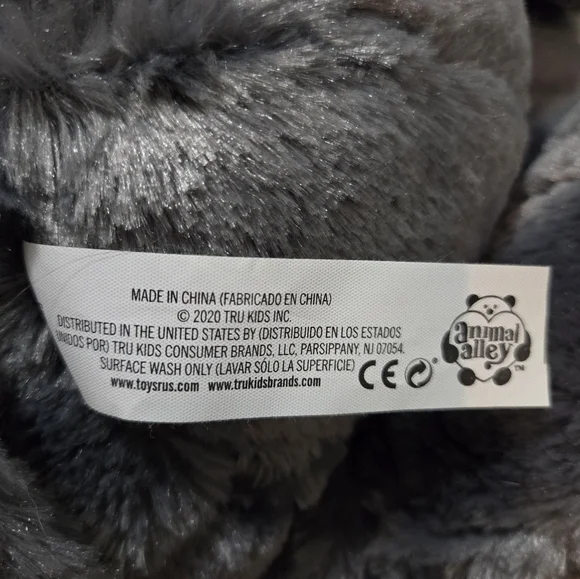 MADE IN CHINA (FABRICADO EN CHINA)
© 2020 TRU KIDS INC.
DISTRIBUTED IN THE UNITED STATES BY (DISTRIBUIDO EN LOS ESTADOS
UNIDOS POR) TRU KIDS CONSUMER BRANDS, LLC, PARSIPPANY, NJ 07054.
SURFACE WASH ONLY (LAVAR SÓLO LA SUPERFICIE)
www.toysrus.com www.trukidsbrands.com
CE
animal
alley
™